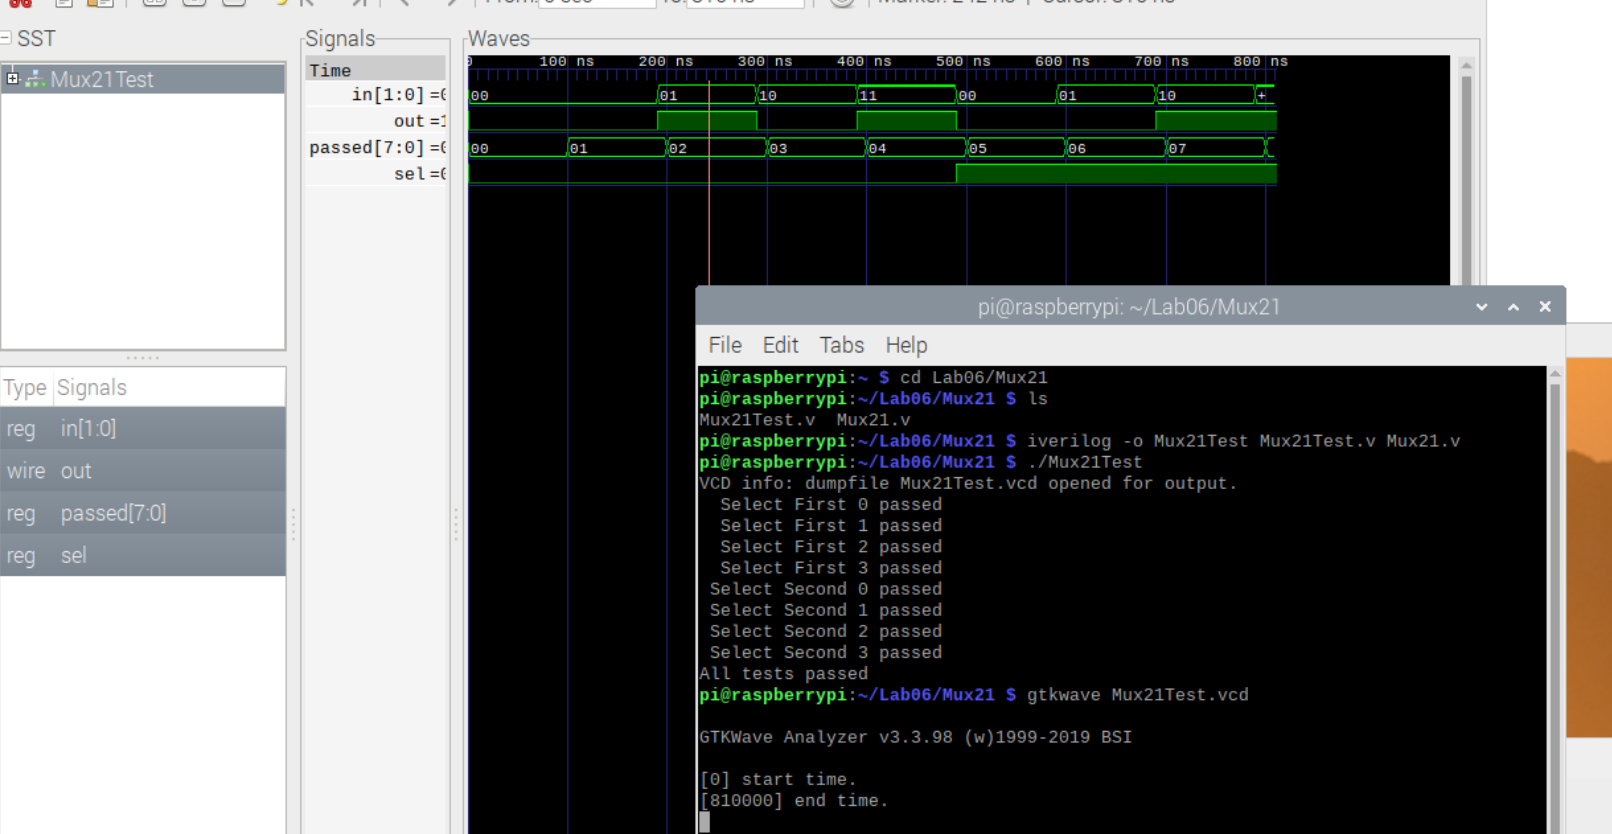 SST
Mux21Test
Type Signals
reg in[1:0]
wire out
reg passed[7:0]
reg sel
Signals
Time
in[1:0] =0
out =1
passed[7:0] =0
sel =0
Waves
0 100 ns 200 ns 300 ns 400 ns 500 ns 600 ns 700 ns 800 ns
00 01 10 11 00 01 10 +
00 01 02 03 04 05 06 07
pi@raspberrypi: ~/Lab06/Mux21
File Edit Tabs Help
pi@raspberrypi:~ $ cd Lab06/Mux21
pi@raspberrypi:~/Lab06/Mux21 $ ls
Mux21Test.v  Mux21.v
pi@raspberrypi:~/Lab06/Mux21 $ iverilog -o Mux21Test Mux21Test.v Mux21.v
pi@raspberrypi:~/Lab06/Mux21 $ ./Mux21Test
VCD info: dumpfile Mux21Test.vcd opened for output.
  Select First 0 passed
  Select First 1 passed
  Select First 2 passed
  Select First 3 passed
 Select Second 0 passed
 Select Second 1 passed
 Select Second 2 passed
 Select Second 3 passed
All tests passed
pi@raspberrypi:~/Lab06/Mux21 $ gtkwave Mux21Test.vcd
GTKWave Analyzer v3.3.98 (w)1999-2019 BSI
[0] start time.
[810000] end time.